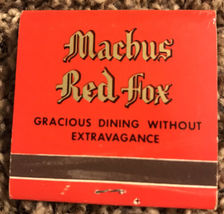 Machus
Red Fox
GRACIOUS DINING WITHOUT
EXTRAVAGANCE